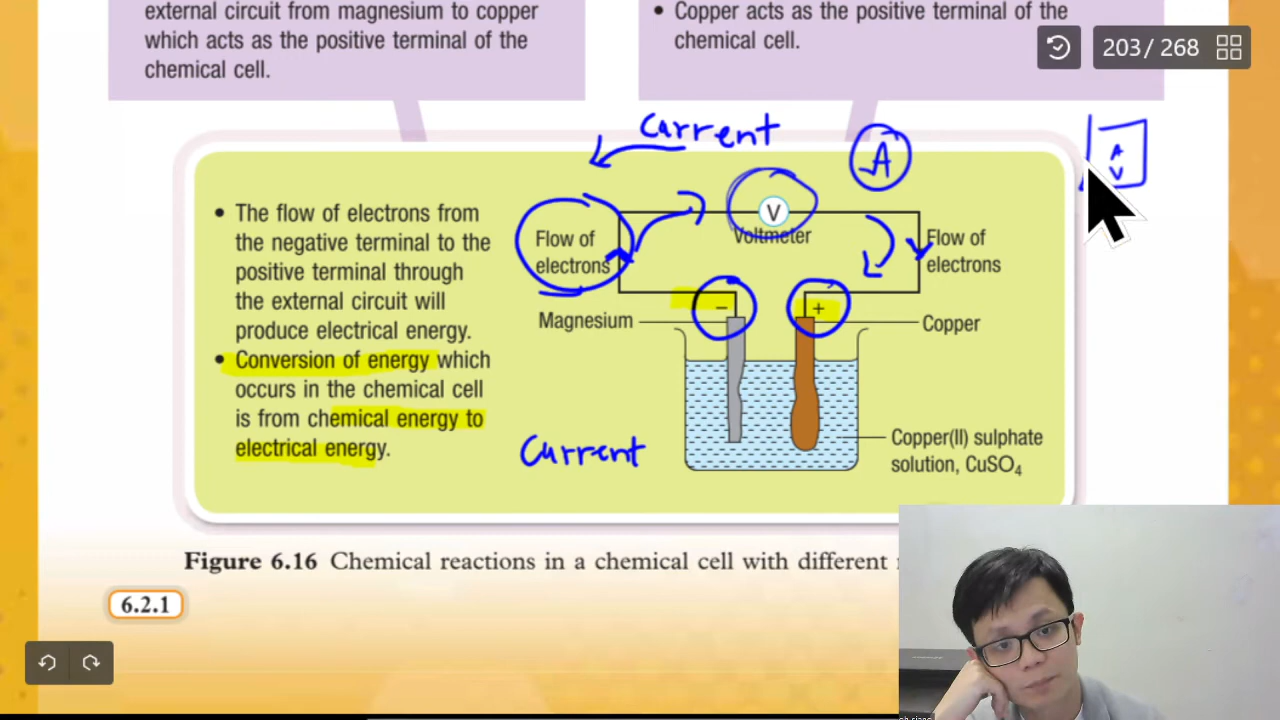 external circuit from magnesium to copper
which acts as the positive terminal of the
chemical cell.
• Copper acts as the positive terminal of the
chemical cell.
203/ 268
Current
A
A
V
• The flow of electrons from
the negative terminal to the
positive terminal through
the external circuit will
produce electrical energy.
• Conversion of energy which
occurs in the chemical cell
is from chemical energy to
electrical energy.
Flow of
electrons
V
Voltmeter
Flow of
electrons
−
+
Magnesium
Copper
Current
Copper(II) sulphate
solution, CuSO₄
Figure 6.16 Chemical reactions in a chemical cell with different
6.2.1